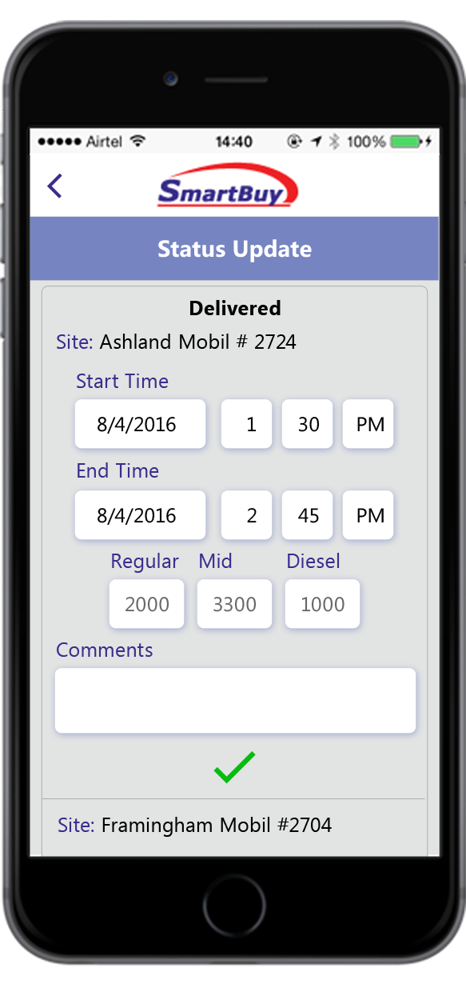 Airtel 14:40 100%
SmartBuy
Status Update
Delivered
Site: Ashland Mobil # 2724
Start Time
8/4/2016 1 30 PM
End Time
8/4/2016 2 45 PM
Regular Mid Diesel
2000 3300 1000
Comments
Site: Framingham Mobil #2704